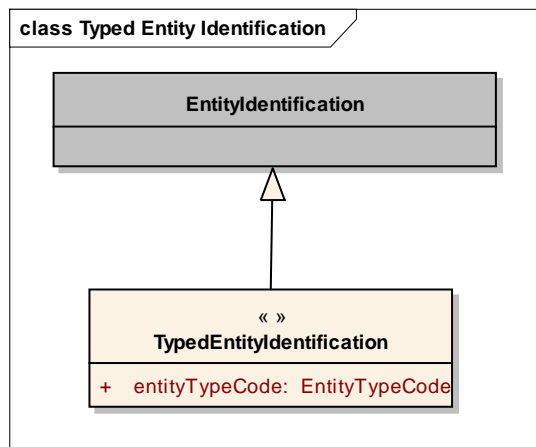 class Typed Entity Identification
EntityIdentification
« »
TypedEntityIdentification
+ entityTypeCode: EntityTypeCode